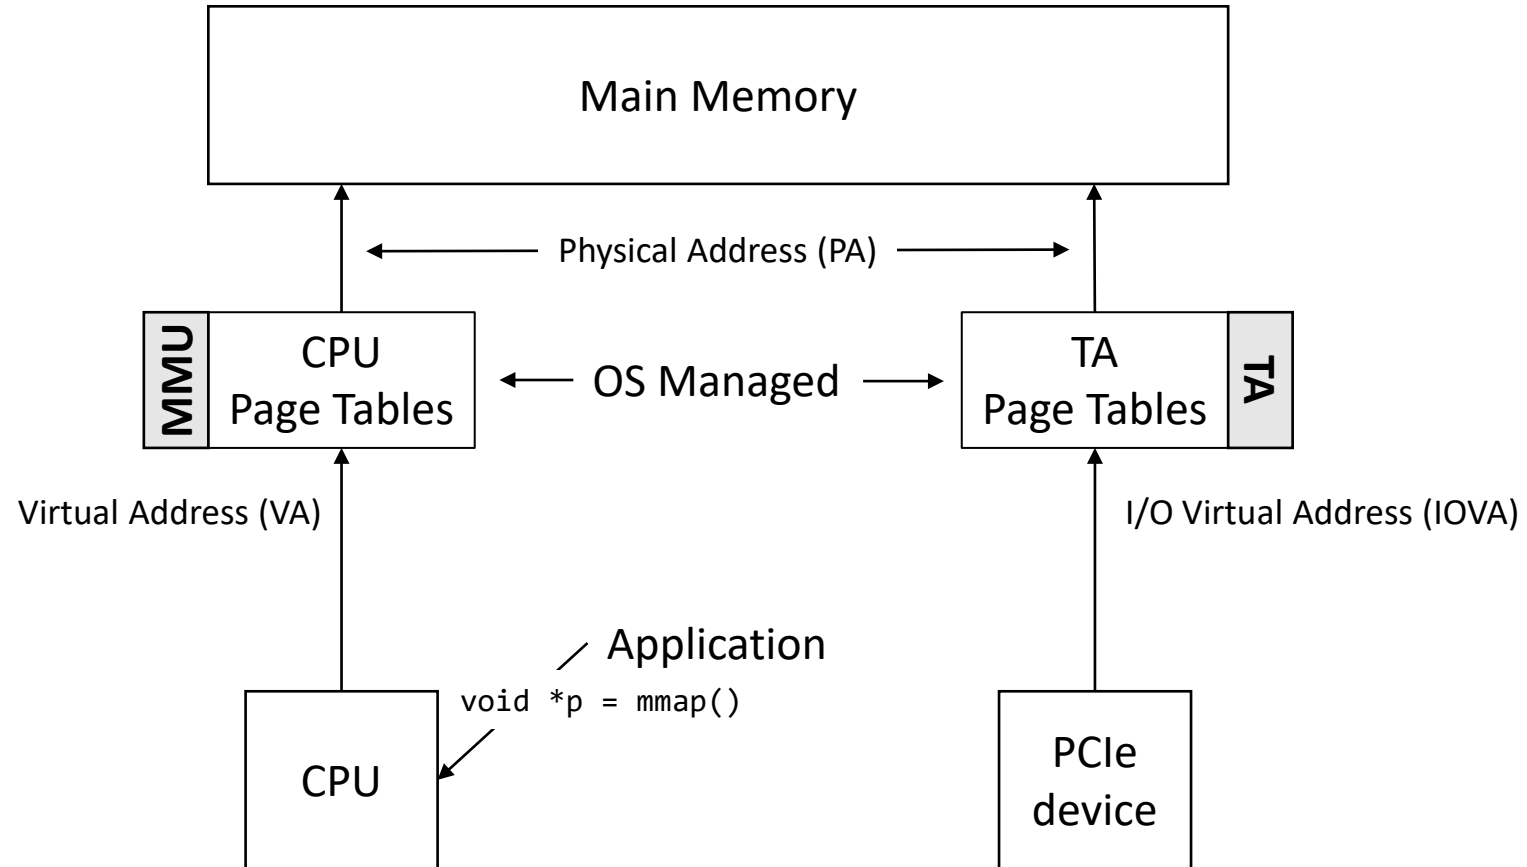 Main Memory
Physical Address (PA)
MMU
CPU
Page Tables
OS Managed
TA
Page Tables
TA
Virtual Address (VA)
I/O Virtual Address (IOVA)
Application
void *p = mmap()
CPU
PCIe
device